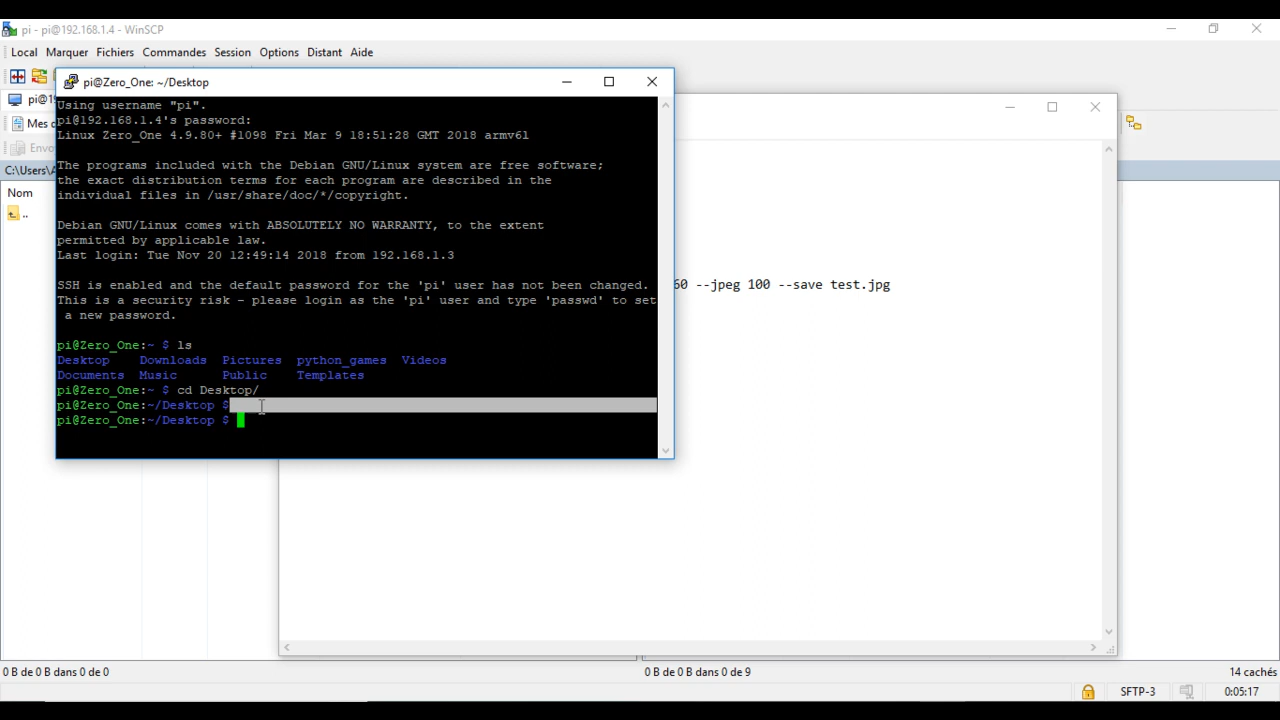 pi - pi@192.168.1.4 - WinSCP
Local Marquer Fichiers Commandes Session Options Distant Aide
pi@Zero_One: ~/Desktop
pi@19
Mes d
Envo
C:\Users\A
Nom
..
Using username "pi".
pi@192.168.1.4's password:
Linux Zero_One 4.9.80+ #1098 Fri Mar 9 18:51:28 GMT 2018 armv6l
The programs included with the Debian GNU/Linux system are free software;
the exact distribution terms for each program are described in the
individual files in /usr/share/doc/*/copyright.
Debian GNU/Linux comes with ABSOLUTELY NO WARRANTY, to the extent
permitted by applicable law.
Last login: Tue Nov 20 12:49:14 2018 from 192.168.1.3
SSH is enabled and the default password for the 'pi' user has not been changed.
This is a security risk - please login as the 'pi' user and type 'passwd' to set
a new password.
pi@Zero_One:~ $ ls
Desktop Downloads Pictures python_games Videos
Documents Music Public Templates
pi@Zero_One:~ $ cd Desktop/
pi@Zero_One:~/Desktop $
pi@Zero_One:~/Desktop $
60 --jpeg 100 --save test.jpg
0 B de 0 B dans 0 de 0
0 B de 0 B dans 0 de 9
14 cachés
SFTP-3
0:05:17